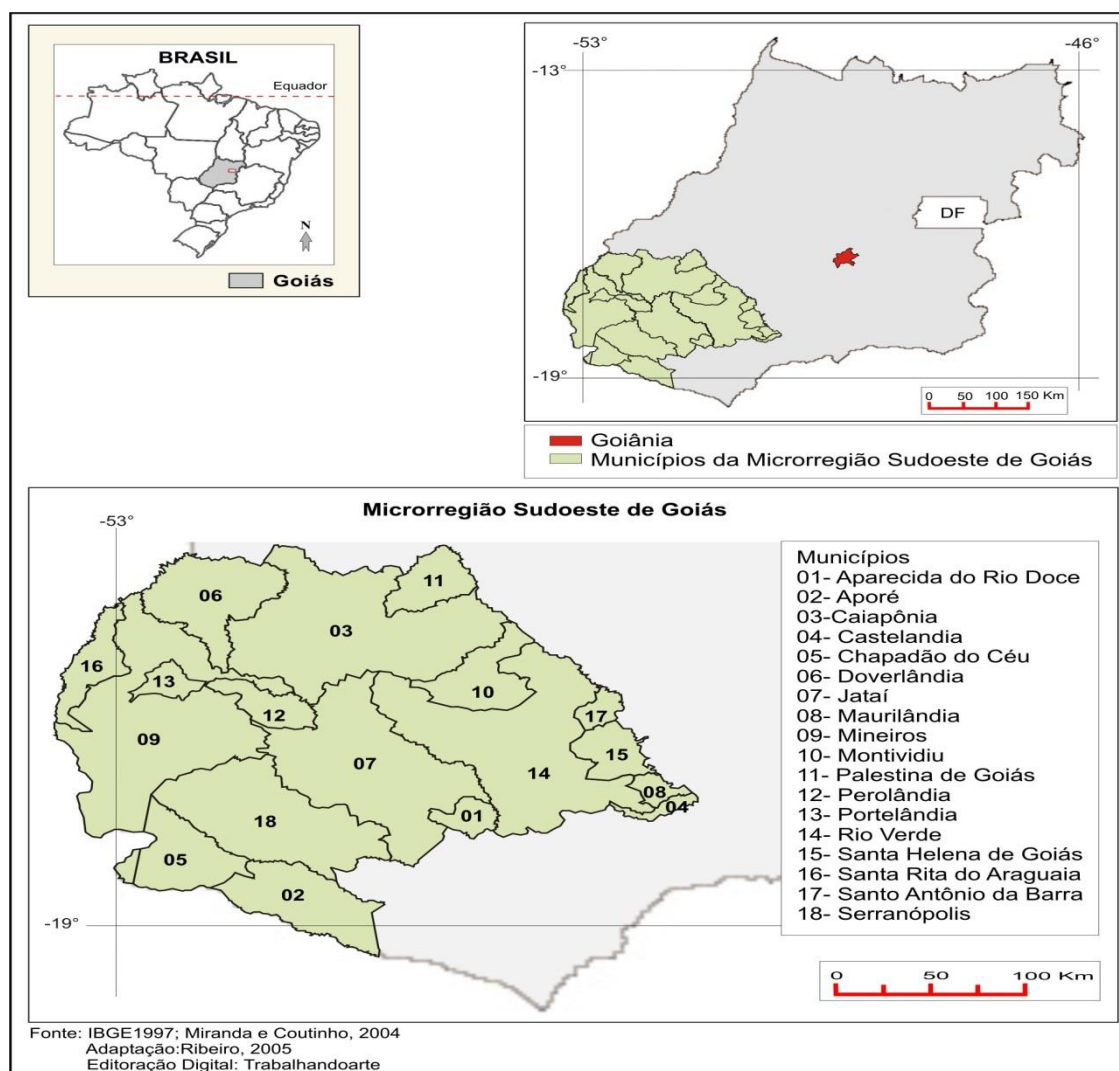 BRASIL
Equador
N
Goiás
-53°
-46°
-13°
DF
-19°
0 50 100 150 Km
Goiânia
Municípios da Microrregião Sudoeste de Goiás
Microrregião Sudoeste de Goiás
-53°
11
06
03
16
13
10
12
17
09
15
07
14
08
04
01
18
05
02
-19°
Municípios
01- Aparecida do Rio Doce
02- Aporé
03-Caiapônia
04- Castelandia
05- Chapadão do Céu
06- Doverlândia
07- Jataí
08- Maurilândia
09- Mineiros
10- Montividiu
11- Palestina de Goiás
12- Perolândia
13- Portelândia
14- Rio Verde
15- Santa Helena de Goiás
16- Santa Rita do Araguaia
17- Santo Antônio da Barra
18- Serranópolis
0 50 100 Km
Fonte: IBGE1997; Miranda e Coutinho, 2004
Adaptação:Ribeiro, 2005
Editoração Digital: Trabalhandoarte